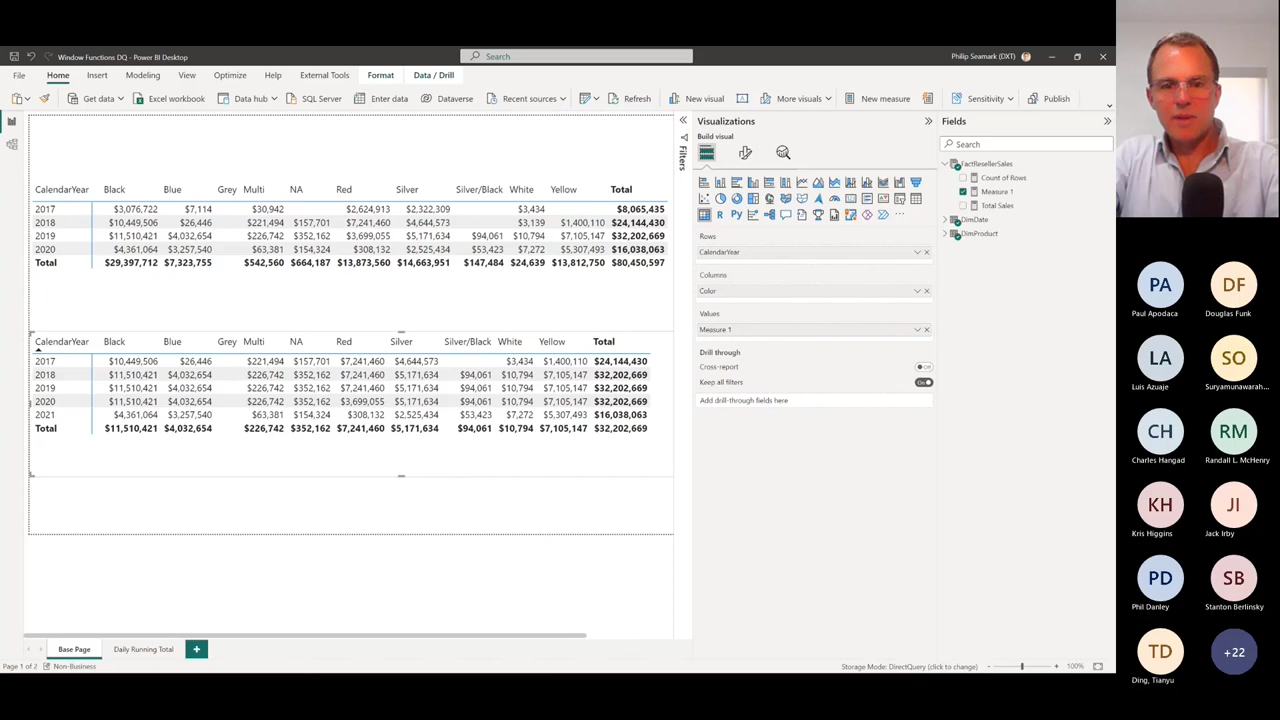 Window Functions DQ - Power BI Desktop
Search
Philip Seamark (DXT)
File Home Insert Modeling View Optimize Help External Tools Format Data / Drill
Get data Excel workbook Data hub SQL Server Enter data Dataverse Recent sources Refresh New visual More visuals New measure Sensitivity Publish
CalendarYear Black Blue Grey Multi NA Red Silver Silver/Black White Yellow Total
2017 $3,076,722 $7,114 $30,942 $2,624,913 $2,322,309 $3,434 $8,065,435
2018 $10,449,506 $26,446 $221,494 $157,701 $7,241,460 $4,644,573 $3,139 $1,400,110 $24,144,430
2019 $11,510,421 $4,032,654 $226,742 $352,162 $3,699,055 $5,171,634 $94,061 $10,794 $7,105,147 $32,202,669
2020 $4,361,064 $3,257,540 $63,381 $154,324 $308,132 $2,525,434 $53,423 $7,272 $5,307,493 $16,038,063
Total $29,397,712 $7,323,755 $542,560 $664,187 $13,873,560 $14,663,951 $147,484 $24,639 $13,812,750 $80,450,597
CalendarYear Black Blue Grey Multi NA Red Silver Silver/Black White Yellow Total
2017 $10,449,506 $26,446 $221,494 $157,701 $7,241,460 $4,644,573 $3,434 $1,400,110 $24,144,430
2018 $11,510,421 $4,032,654 $226,742 $352,162 $7,241,460 $5,171,634 $94,061 $10,794 $7,105,147 $32,202,669
2019 $11,510,421 $4,032,654 $226,742 $352,162 $7,241,460 $5,171,634 $94,061 $10,794 $7,105,147 $32,202,669
2020 $11,510,421 $4,032,654 $226,742 $352,162 $3,699,055 $5,171,634 $94,061 $10,794 $7,105,147 $32,202,669
2021 $4,361,064 $3,257,540 $63,381 $154,324 $308,132 $2,525,434 $53,423 $7,272 $5,307,493 $16,038,063
Total $11,510,421 $4,032,654 $226,742 $352,162 $7,241,460 $5,171,634 $94,061 $10,794 $7,105,147 $32,202,669
Filters
Visualizations
Build visual
R Py
Rows
CalendarYear
Columns
Color
Values
Measure 1
Drill through
Cross-report
Off
Keep all filters
On
Add drill-through fields here
Fields
Search
FactResellerSales
Count of Rows
Measure 1
Total Sales
DimDate
DimProduct
Base Page
Daily Running Total
Page 1 of 2
Non-Business
Storage Mode: DirectQuery (click to change)
100%
PA DF
Paul Apodaca Douglas Funk
LA SO
Luis Azuaje Suryamunawarah...
CH RM
Charles Hangad Randall L. McHenry
KH JI
Kris Higgins Jack Irby
PD SB
Phil Danley Stanton Berlinsky
TD +22
Ding, Tianyu